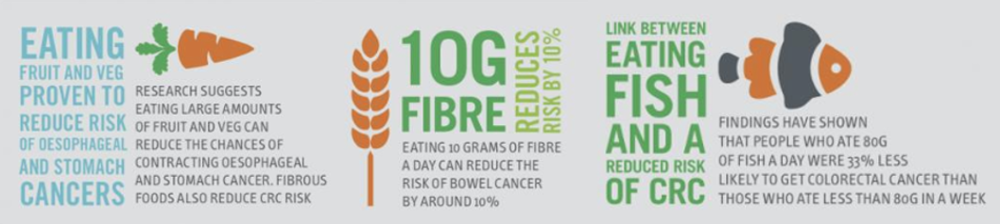 EATING
FRUIT AND VEG
PROVEN TO
REDUCE RISK
OF OESOPHAGEAL
AND STOMACH
CANCERS
RESEARCH SUGGESTS
EATING LARGE AMOUNTS
OF FRUIT AND VEG CAN
REDUCE THE CHANCES OF
CONTRACTING OESOPHAGEAL
AND STOMACH CANCER. FIBROUS
FOODS ALSO REDUCE CRC RISK
10G
FIBRE
REDUCES
RISK BY 10%
EATING 10 GRAMS OF FIBRE
A DAY CAN REDUCE THE
RISK OF BOWEL CANCER
BY AROUND 10%
LINK BETWEEN
EATING
FISH
AND A
REDUCED RISK
OF CRC
FINDINGS HAVE SHOWN
THAT PEOPLE WHO ATE 80G
OF FISH A DAY WERE 33% LESS
LIKELY TO GET COLORECTAL CANCER THAN
THOSE WHO ATE LESS THAN 80G IN A WEEK